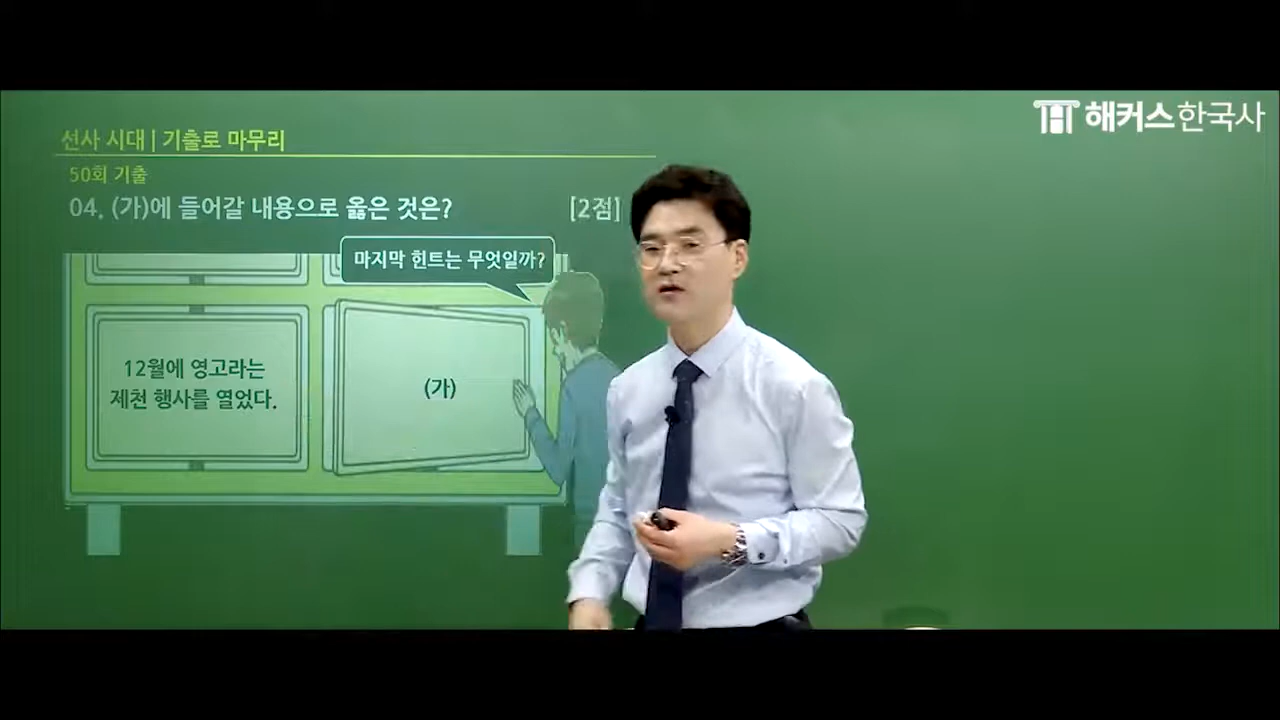 해커스한국사
선사 시대 | 기출로 마무리
50회 기출
04. (가)에 들어갈 내용으로 옳은 것은? [2점]
마지막 힌트는 무엇일까?
12월에 영고라는
제천 행사를 열었다.
(가)